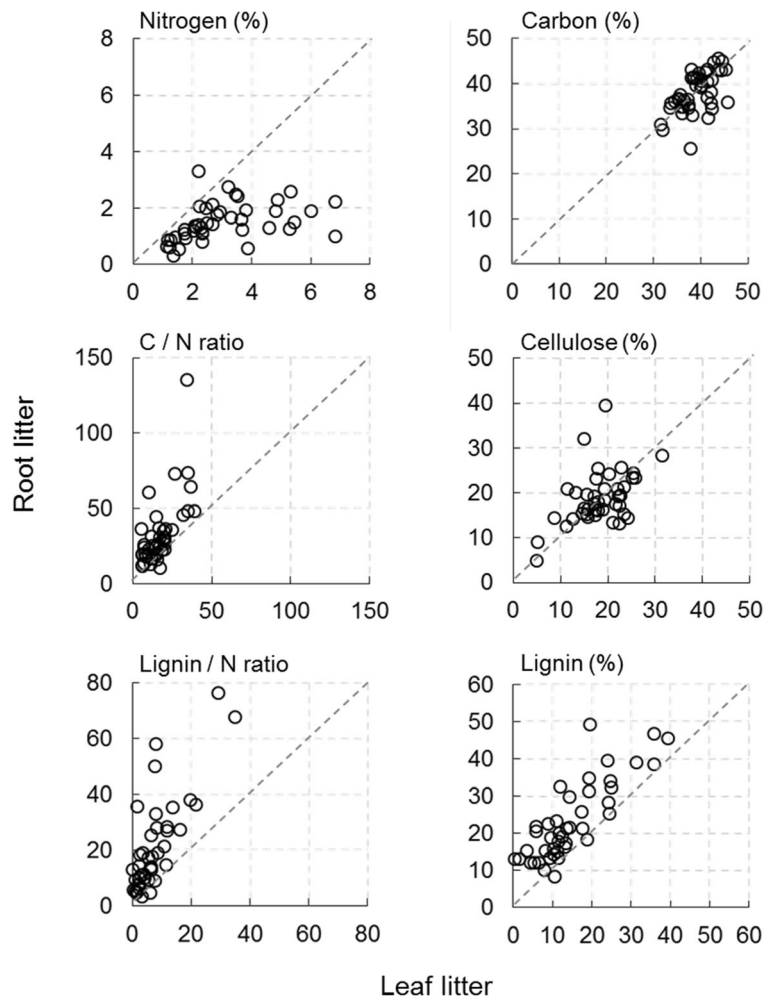 Nitrogen (%)
8
6
4
2
0
0 2 4 6 8
Carbon (%)
50
40
30
20
10
0
0 10 20 30 40 50
C / N ratio
150
100
50
0
0 50 100 150
Cellulose (%)
50
40
30
20
10
0
0 10 20 30 40 50
Lignin / N ratio
80
60
40
20
0
0 20 40 60 80
Lignin (%)
60
50
40
30
20
10
0
0 10 20 30 40 50 60
Root litter
Leaf litter